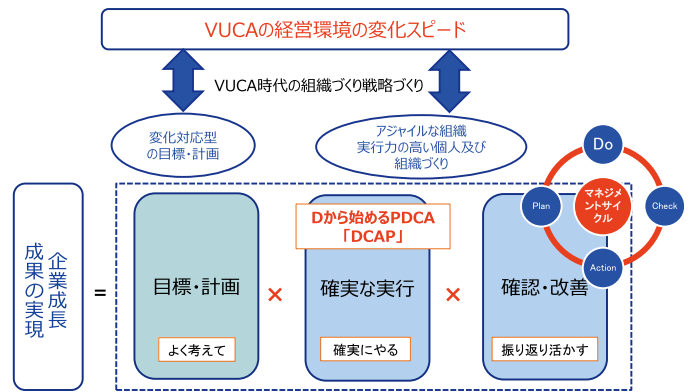 VUCAの経営環境の変化スピード
VUCA時代の組織づくり戦略づくり
変化対応型
の目標・計画
アジャイルな組織
実行力の高い個人及び
組織づくり
Do
Plan
マネジメ
ントサイ
クル
Check
Action
企業成長
成果の実現
=
目標・計画
よく考えて
×
Dから始めるPDCA
「DCAP」
確実な実行
確実にやる
×
確認・改善
振り返り活かす